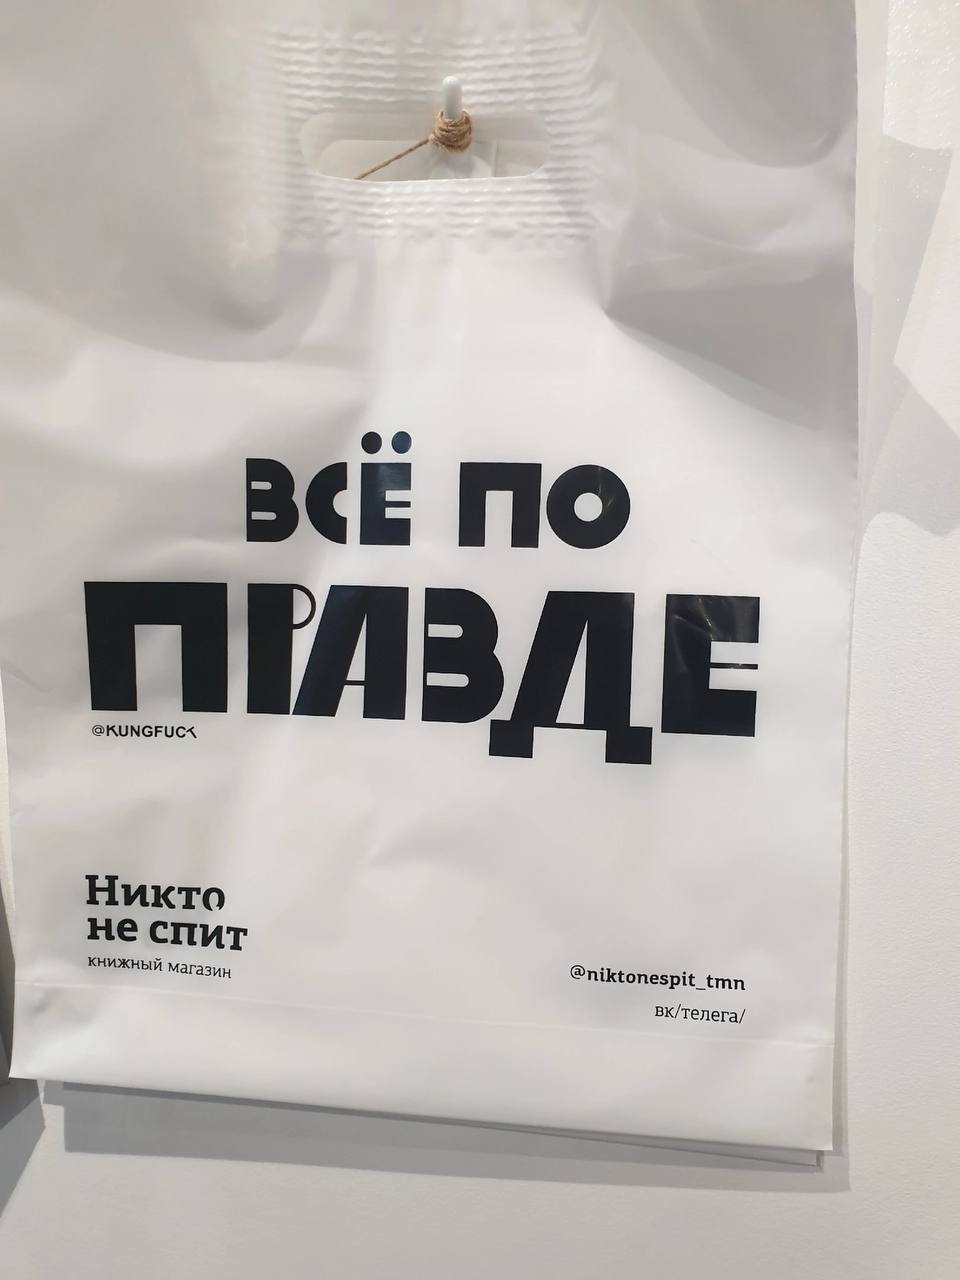 ВСЁ ПО
ПРАВДЕ
@KUNGFUCK
Никто
не спит
книжный магазин
@niktonespit_tmn
вк/телега/